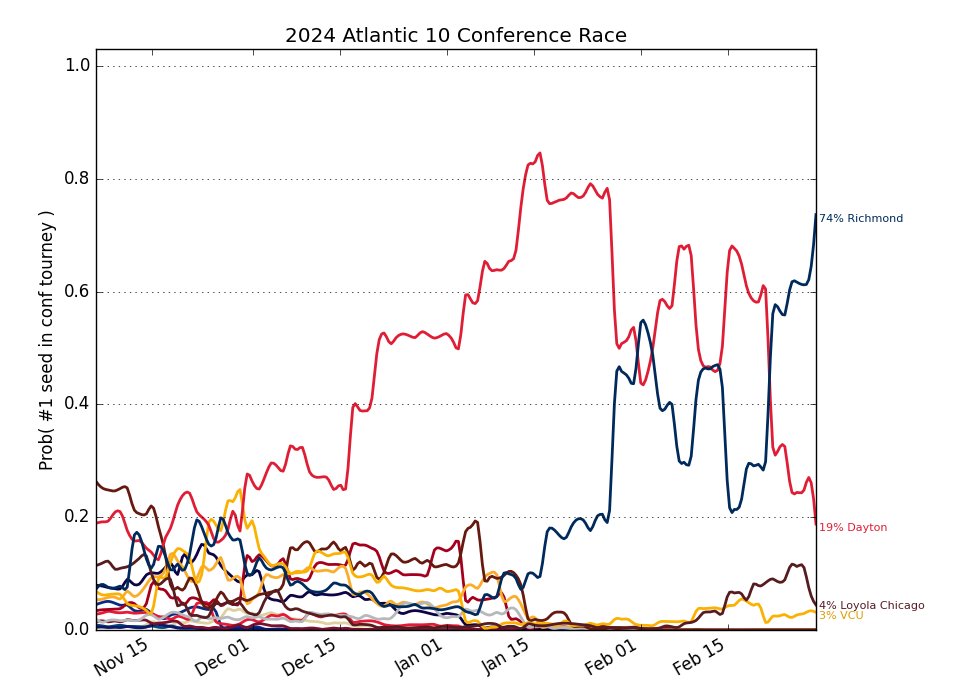 2024 Atlantic 10 Conference Race
Prob( #1 seed in conf tourney )
1.0
0.8
0.6
0.4
0.2
0.0
74% Richmond
19% Dayton
4% Loyola Chicago
3% VCU
Nov 15
Dec 01
Dec 15
Jan 01
Jan 15
Feb 01
Feb 15